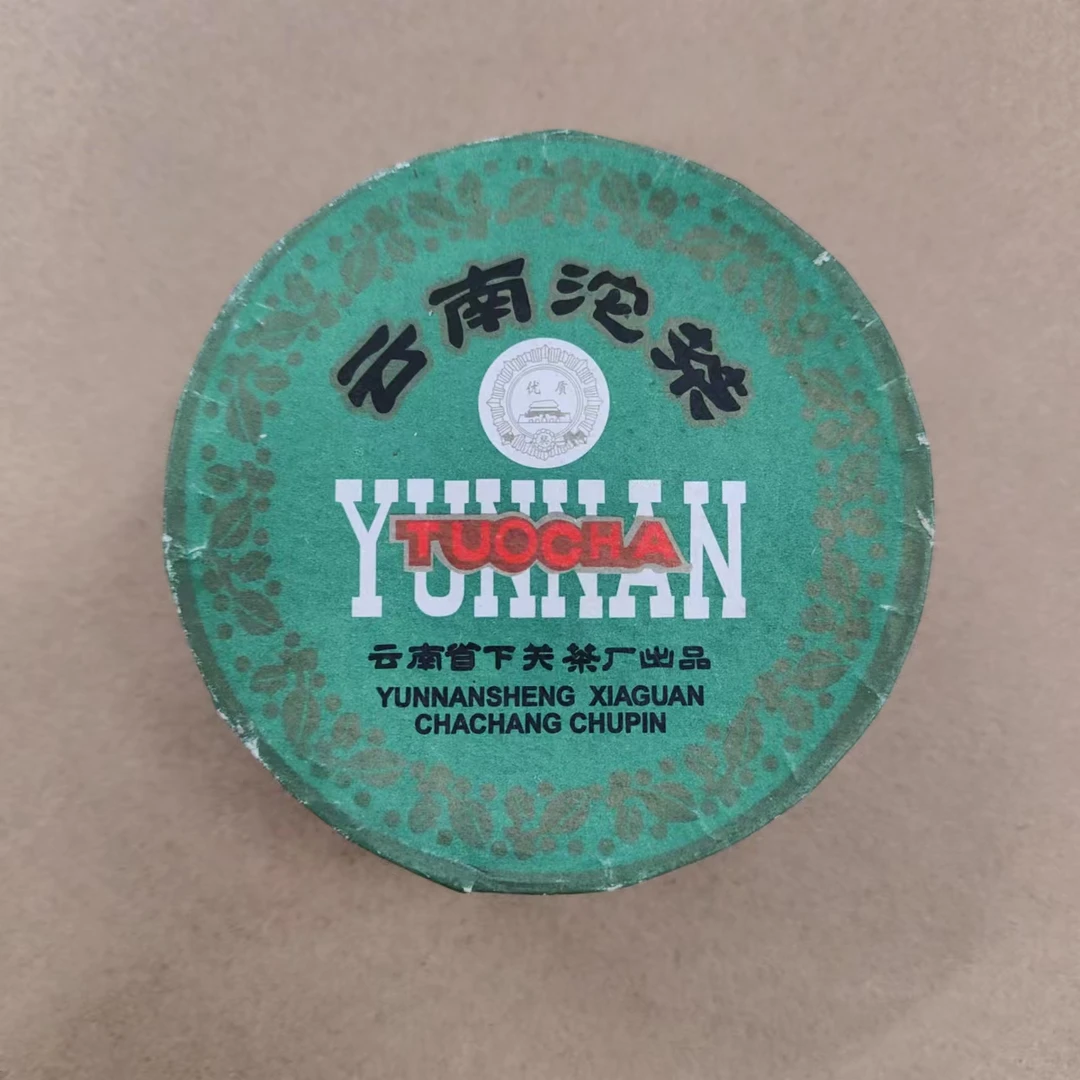 云南沱茶
优质
YUNNAN
TUOCHA
云南省下关茶厂出品
YUNNANSHENG XIAGUAN
CHACHANG CHUPIN